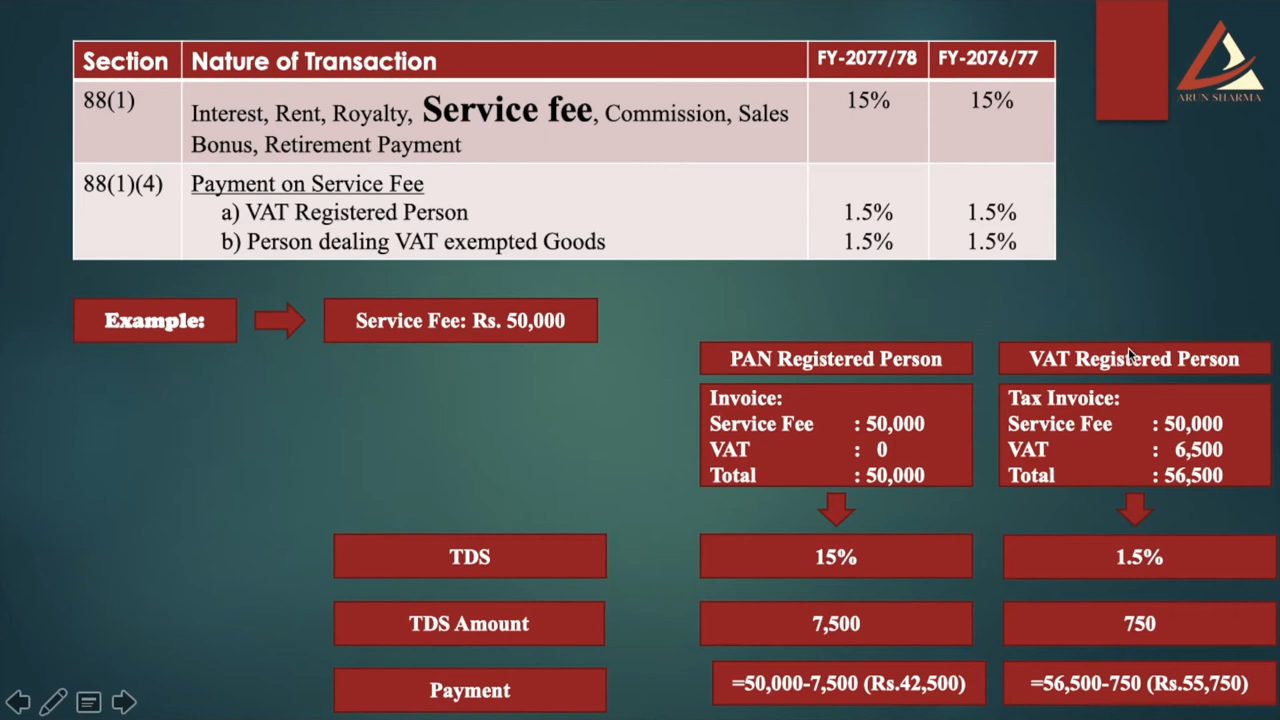 Section Nature of Transaction FY-2077/78 FY-2076/77
88(1) Interest, Rent, Royalty, Service fee, Commission, Sales 15% 15%
Bonus, Retirement Payment
88(1)(4) Payment on Service Fee
a) VAT Registered Person 1.5% 1.5%
b) Person dealing VAT exempted Goods 1.5% 1.5%
ARUN SHARMA
Example: Service Fee: Rs. 50,000
PAN Registered Person
Invoice:
Service Fee : 50,000
VAT : 0
Total : 50,000
VAT Registered Person
Tax Invoice:
Service Fee : 50,000
VAT : 6,500
Total : 56,500
TDS 15% 1.5%
TDS Amount 7,500 750
Payment =50,000-7,500 (Rs.42,500) =56,500-750 (Rs.55,750)